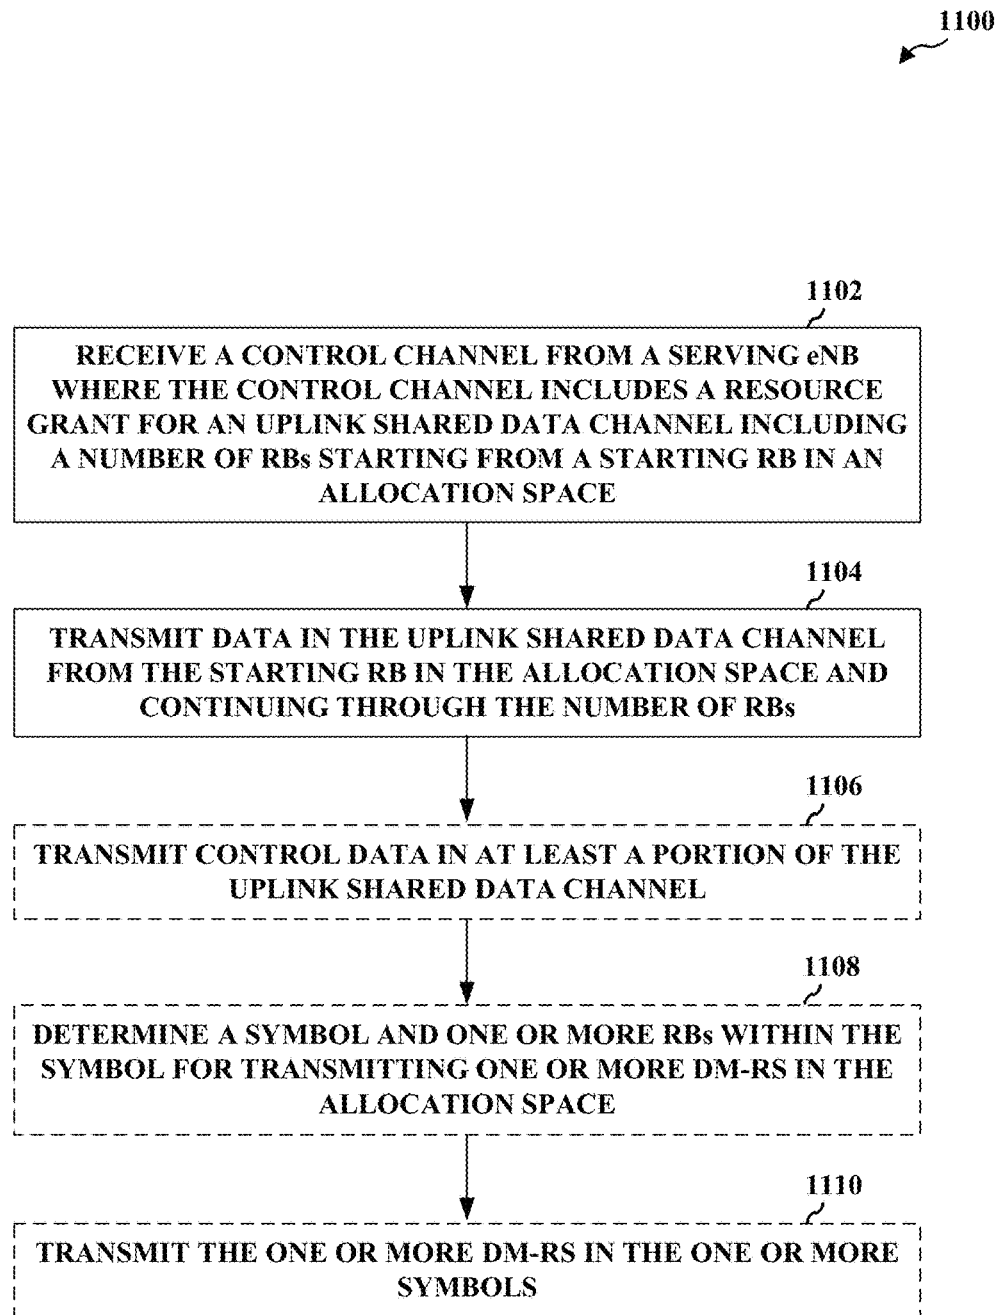 1100
1102
RECEIVE A CONTROL CHANNEL FROM A SERVING eNB
WHERE THE CONTROL CHANNEL INCLUDES A RESOURCE
GRANT FOR AN UPLINK SHARED DATA CHANNEL INCLUDING
A NUMBER OF RBs STARTING FROM A STARTING RB IN AN
ALLOCATION SPACE
1104
TRANSMIT DATA IN THE UPLINK SHARED DATA CHANNEL
FROM THE STARTING RB IN THE ALLOCATION SPACE AND
CONTINUING THROUGH THE NUMBER OF RBs
1106
TRANSMIT CONTROL DATA IN AT LEAST A PORTION OF THE
UPLINK SHARED DATA CHANNEL
1108
DETERMINE A SYMBOL AND ONE OR MORE RBs WITHIN THE
SYMBOL FOR TRANSMITTING ONE OR MORE DM-RS IN THE
ALLOCATION SPACE
1110
TRANSMIT THE ONE OR MORE DM-RS IN THE ONE OR MORE
SYMBOLS